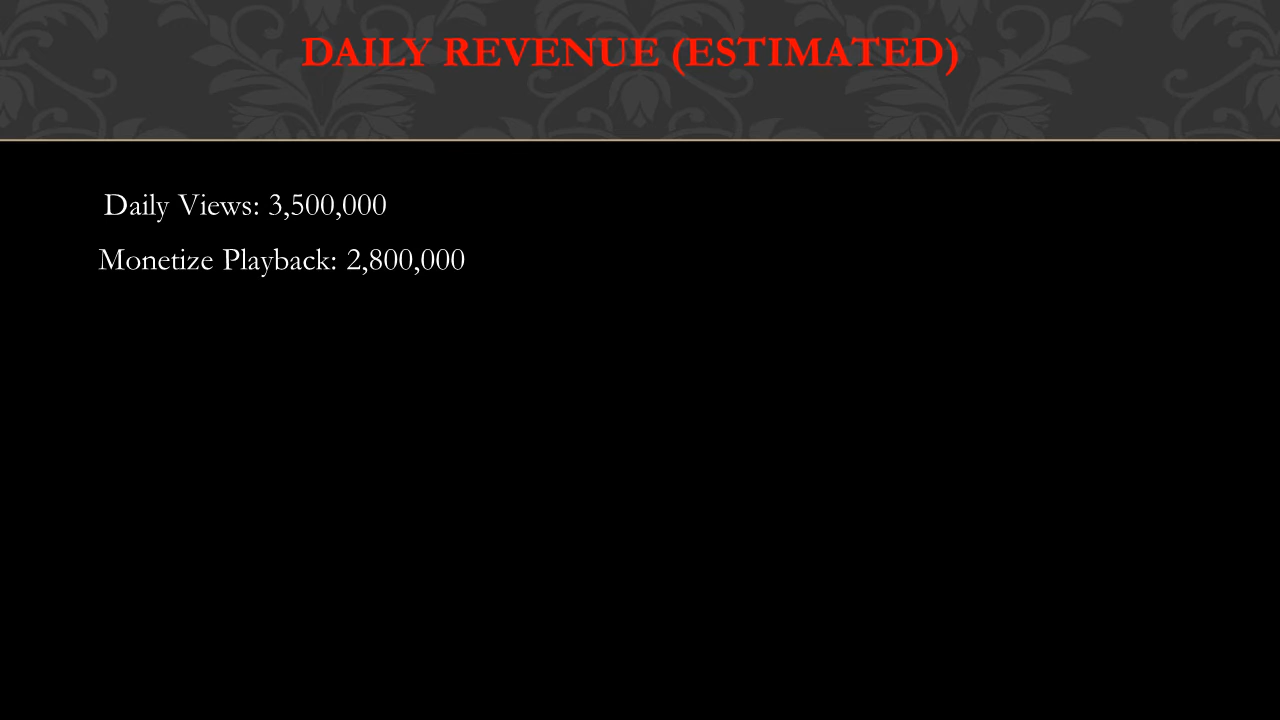 DAILY REVENUE (ESTIMATED)
Daily Views: 3,500,000
Monetize Playback: 2,800,000